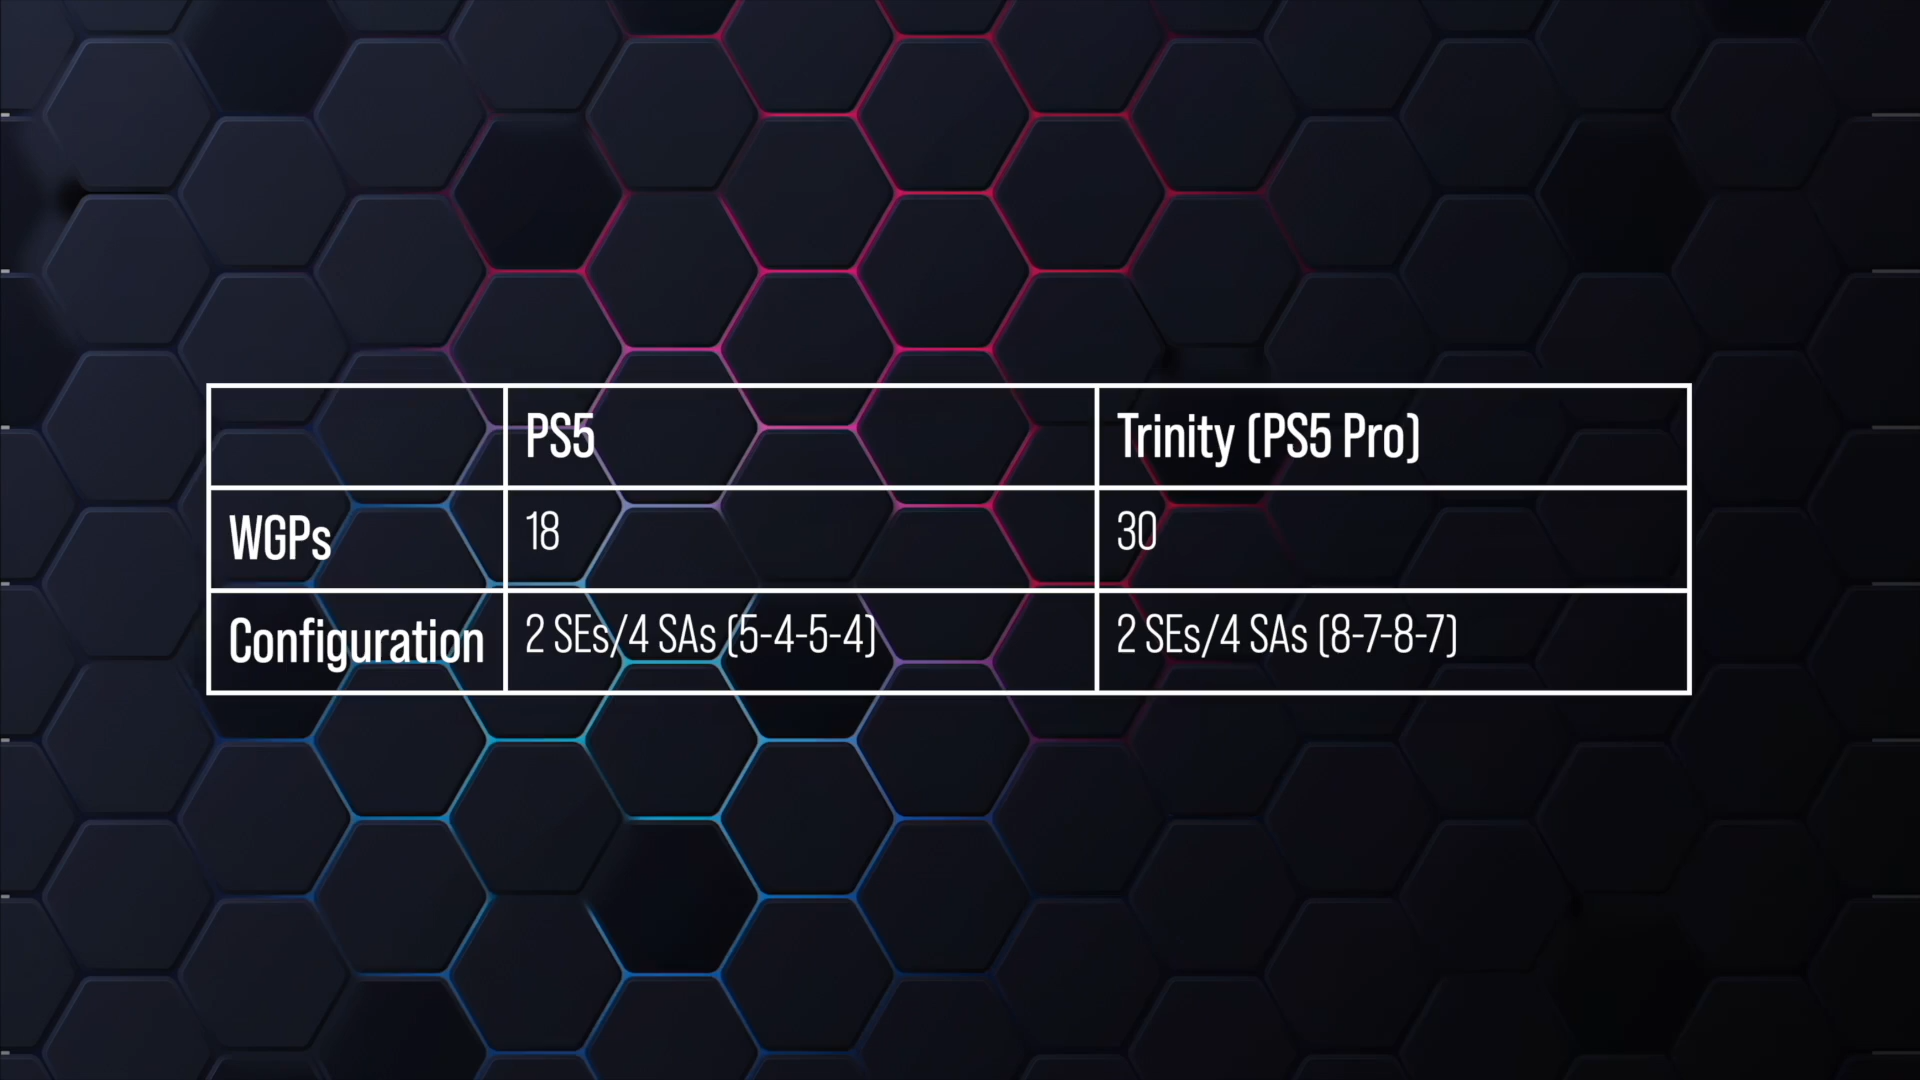 PS5 Trinity (PS5 Pro)
WGPs 18 30
Configuration 2 SEs/4 SAs (5-4-5-4) 2 SEs/4 SAs (8-7-8-7)